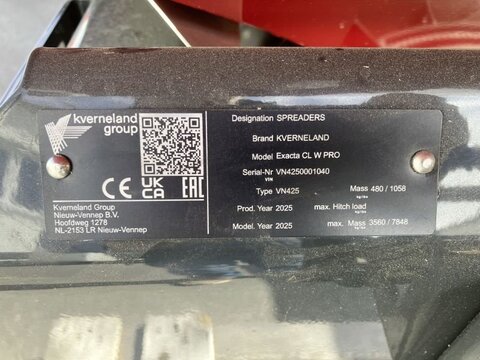 kverneland
group
CE UK CA EAC
Kverneland Group
Nieuw-Vennep B.V.
Hoofdweg 1278
NL-2153 LR Nieuw-Vennep
Designation SPREADERS
Brand KVERNELAND
Model Exacta CL W PRO
Serial-Nr VN4250001040
VIN
Type VN425 Mass 480 / 1058
kg/lbs
Prod. Year 2025 max. Hitch load
kg/lbs
Model. Year 2025 max. Mass 3560 / 7848
kg/lbs